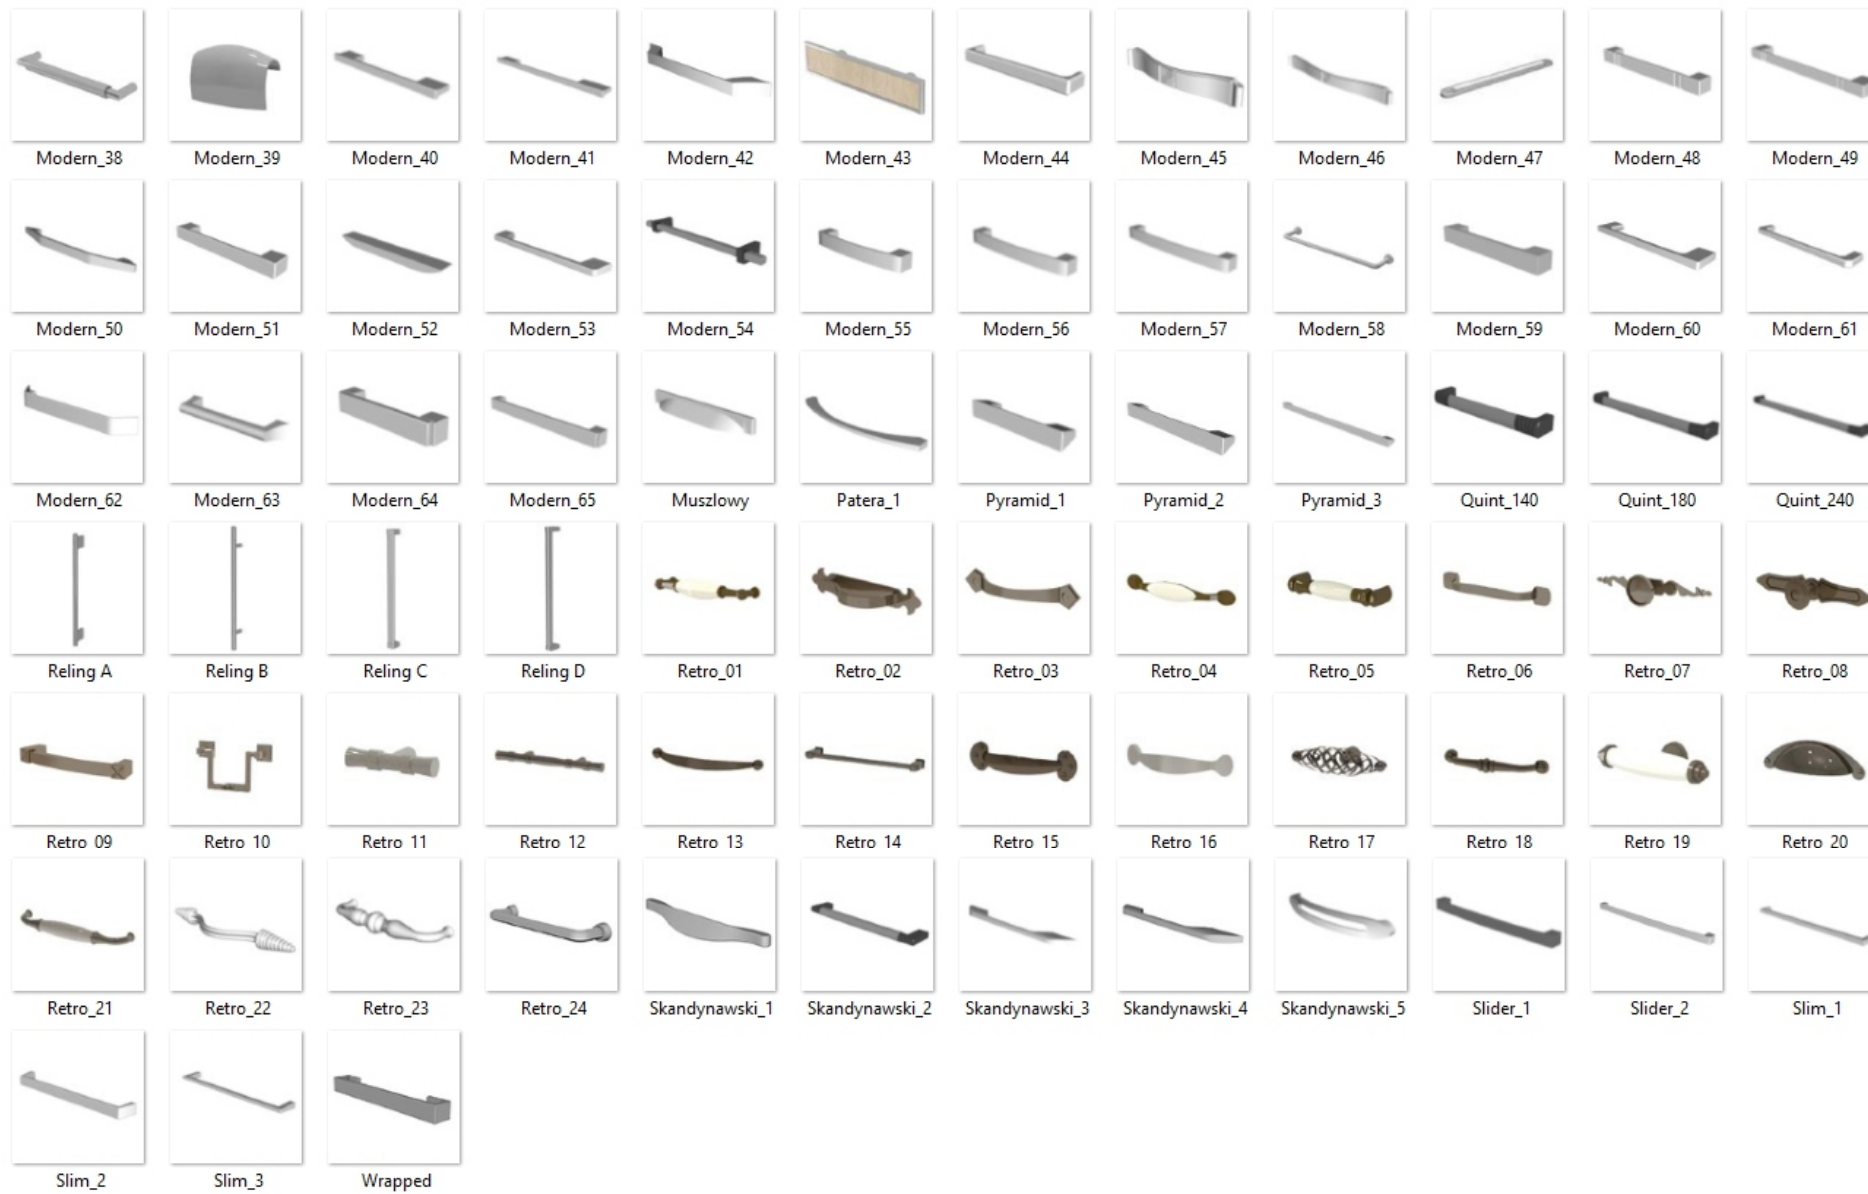 Modern_38 Modern_39 Modern_40 Modern_41 Modern_42 Modern_43 Modern_44 Modern_45 Modern_46 Modern_47 Modern_48 Modern_49
Modern_50 Modern_51 Modern_52 Modern_53 Modern_54 Modern_55 Modern_56 Modern_57 Modern_58 Modern_59 Modern_60 Modern_61
Modern_62 Modern_63 Modern_64 Modern_65 Muszlowy Patera_1 Pyramid_1 Pyramid_2 Pyramid_3 Quint_140 Quint_180 Quint_240
Reling A Reling B Reling C Reling D Retro_01 Retro_02 Retro_03 Retro_04 Retro_05 Retro_06 Retro_07 Retro_08
Retro 09 Retro 10 Retro 11 Retro 12 Retro 13 Retro 14 Retro 15 Retro 16 Retro 17 Retro 18 Retro 19 Retro 20
Retro_21 Retro_22 Retro_23 Retro_24 Skandynawski_1 Skandynawski_2 Skandynawski_3 Skandynawski_4 Skandynawski_5 Slider_1 Slider_2 Slim_1
Slim_2 Slim_3 Wrapped